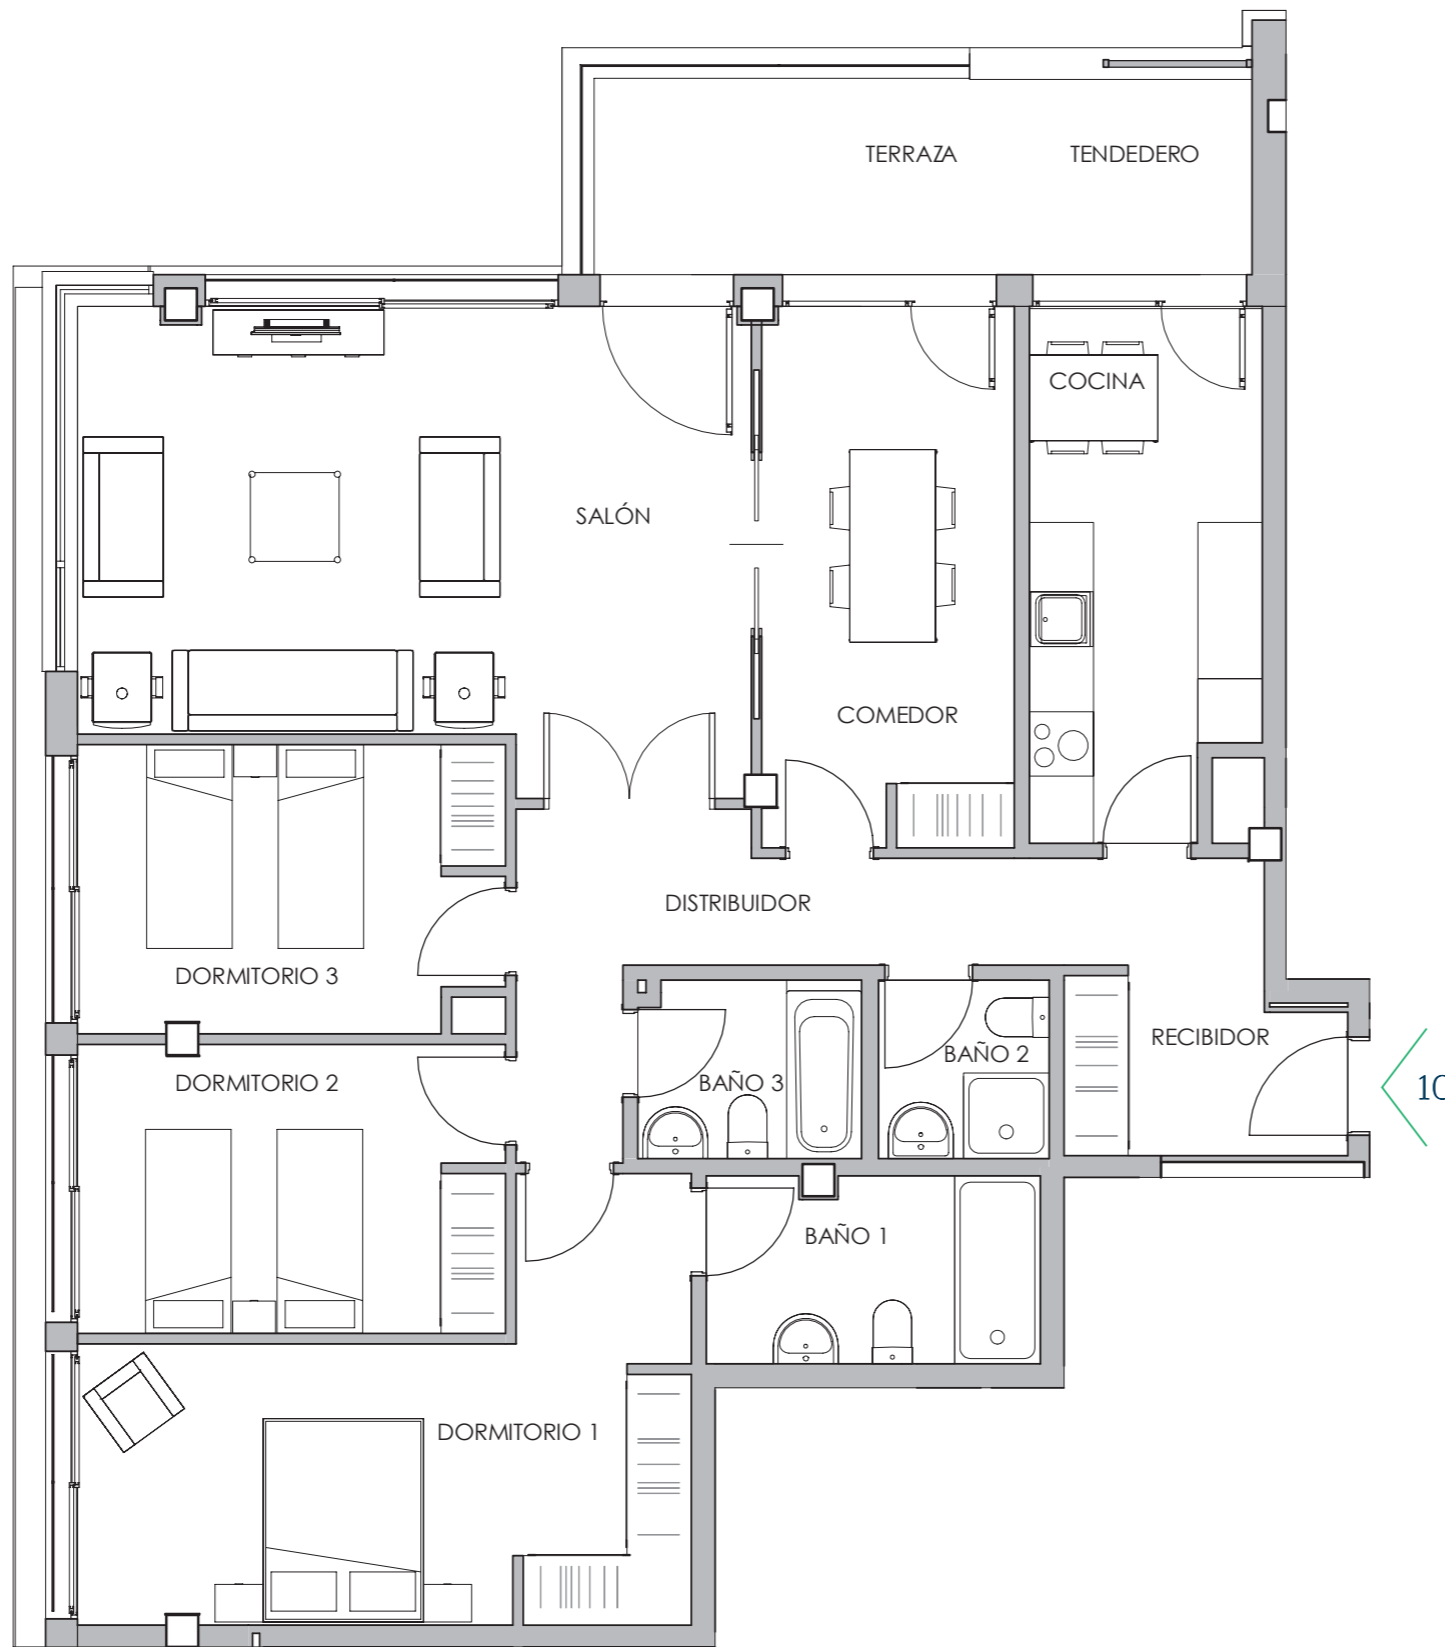 TERRAZA
TENDEDERO
COCINA
SALÓN
COMEDOR
DISTRIBUIDOR
DORMITORIO 3
RECIBIDOR
BAÑO 2
BAÑO 3
DORMITORIO 2
10
BAÑO 1
DORMITORIO 1